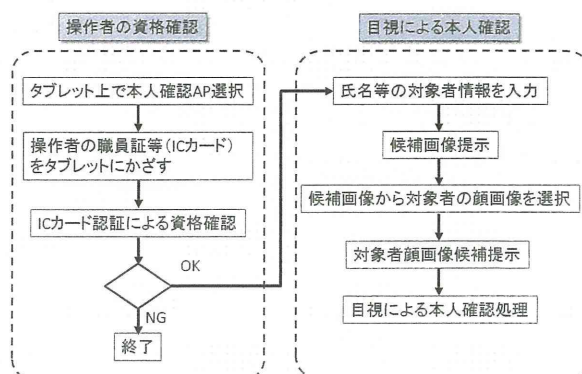 操作者の資格確認
タブレット上で本人確認AP選択
操作者の職員証等(ICカード)
をタブレットにかざす
ICカード認証による資格確認
OK
NG
終了
目視による本人確認
氏名等の対象者情報を入力
候補画像提示
候補画像から対象者の顔画像を選択
対象者顔画像候補提示
目視による本人確認処理